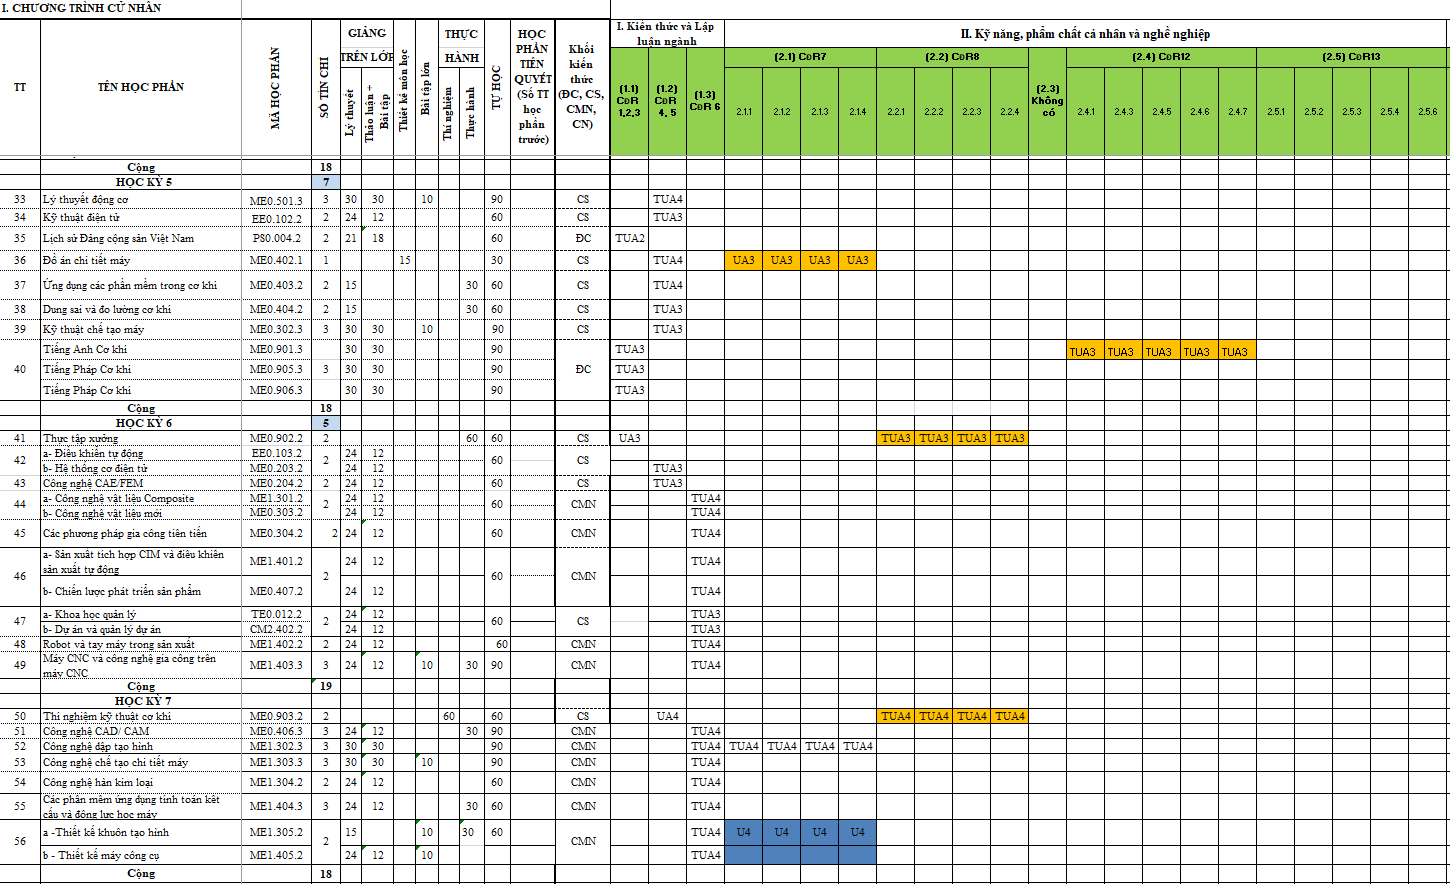 I. CHƯƠNG TRÌNH CỬ NHÂN
TT TÊN HỌC PHẦN MÃ HỌC PHẦN SỐ TÍN CHỈ GIẢNG TRÊN LỚP Lý thuyết Thảo luận + Bài tập Thiết kế môn học Bài tập lớn THỰC HÀNH Thí nghiệm Thực hành TỰ HỌC HỌC PHẦN TIÊN QUYẾT (Số TT học phần trước) Khối kiến thức (ĐC, CS, CMN, CN)
I. Kiến thức và Lập luận ngành II. Kỹ năng, phẩm chất cá nhân và nghề nghiệp
(1.1) CĐR 1,2,3 (1.2) CĐR 4, 5 (1.3) CĐR 6 (2.1) CĐR7 (2.2) CĐR8 (2.3) Không có (2.4) CĐR12 (2.5) CĐR13
2.1.1 2.1.2 2.1.3 2.1.4 2.2.1 2.2.2 2.2.3 2.2.4 2.4.1 2.4.3 2.4.5 2.4.6 2.4.7 2.5.1 2.5.2 2.5.3 2.5.4 2.5.6
Cộng 18
HỌC KỲ 5 7
33 Lý thuyết động cơ ME0.501.3 3 30 30 10 90 CS TUA4
34 Kỹ thuật điện tử EE0.102.2 2 24 12 60 CS TUA3
35 Lịch sử Đảng cộng sản Việt Nam PS0.004.2 2 21 18 60 ĐC TUA2
36 Đồ án chi tiết máy ME0.402.1 1 15 30 CS TUA4 UA3 UA3 UA3 UA3
37 Ứng dụng các phần mềm trong cơ khí ME0.403.2 2 15 30 60 CS TUA4
38 Dung sai và đo lường cơ khí ME0.404.2 2 15 30 60 CS TUA3
39 Kỹ thuật chế tạo máy ME0.302.3 3 30 30 10 90 CS TUA3
40 Tiếng Anh Cơ khí ME0.901.3 30 30 90 TUA3 TUA3 TUA3 TUA3 TUA3 TUA3
Tiếng Pháp Cơ khí ME0.905.3 3 30 30 90 ĐC TUA3
Tiếng Pháp Cơ khí ME0.906.3 30 30 90 TUA3
Cộng 18
HỌC KỲ 6 5
41 Thực tập xưởng ME0.902.2 2 60 60 CS UA3 TUA3 TUA3 TUA3 TUA3
42 a- Điều khiển tự động EE0.103.2 2 24 12 60 CS
b- Hệ thống cơ điện tử ME0.203.2 24 12 TUA3
43 Công nghệ CAE/FEM ME0.204.2 2 24 12 60 CS TUA3
44 a- Công nghệ vật liệu Composite ME1.301.2 2 24 12 60 CMN TUA4
b- Công nghệ vật liệu mới ME0.303.2 24 12 TUA4
45 Các phương pháp gia công tiên tiến ME0.304.2 2 24 12 60 CMN TUA4
46 a- Sản xuất tích hợp CIM và điều khiển sản xuất tự động ME1.401.2 2 24 12 60 CMN TUA4
b- Chiến lược phát triển sản phẩm ME0.407.2 24 12 TUA4
47 a- Khoa học quản lý TE0.012.2 2 24 12 60 CS TUA3
b- Dự án và quản lý dự án CM2.402.2 24 12 TUA3
48 Robot và tay máy trong sản xuất ME1.402.2 2 24 12 60 CMN TUA4
49 Máy CNC và công nghệ gia công trên máy CNC ME1.403.3 3 24 12 10 30 90 CMN TUA4
Cộng 19
HỌC KỲ 7
50 Thí nghiệm kỹ thuật cơ khí ME0.903.2 2 60 60 CS UA4 TUA4 TUA4 TUA4 TUA4
51 Công nghệ CAD/ CAM ME0.406.3 3 24 12 30 90 CMN TUA4
52 Công nghệ dập tạo hình ME1.302.3 3 30 30 90 CMN TUA4 TUA4 TUA4 TUA4 TUA4
53 Công nghệ chế tạo chi tiết máy ME1.303.3 3 30 30 10 90 CMN TUA4
54 Công nghệ hàn kim loại ME1.304.2 2 24 12 60 CMN TUA4
55 Các phần mềm ứng dụng tính toán kết cấu và động lực học máy ME1.404.3 3 24 12 30 60 CMN TUA4
56 a -Thiết kế khuôn tạo hình ME1.305.2 2 15 10 30 60 CMN TUA4 U4 U4 U4 U4
b - Thiết kế máy công cụ ME1.405.2 24 12 10 TUA4
Cộng 18